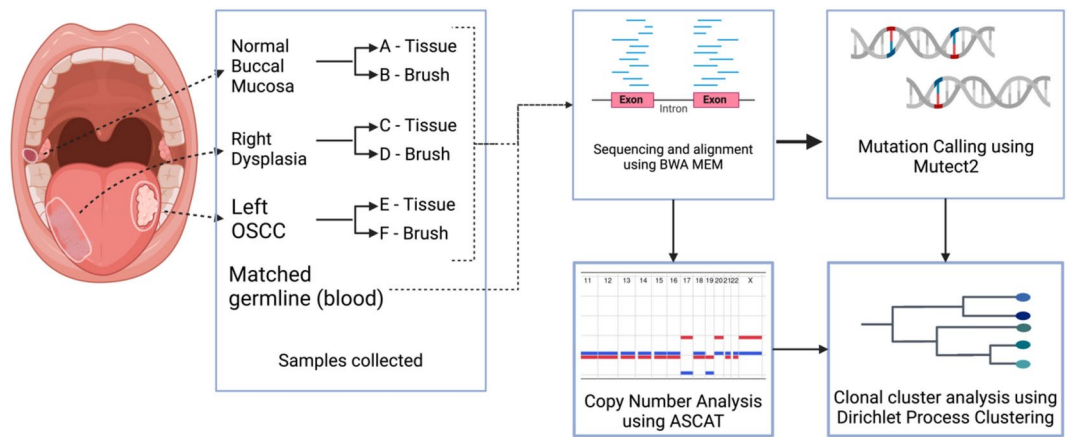 Normal
Buccal
Mucosa
A - Tissue
B - Brush
Right
Dysplasia
C - Tissue
D - Brush
Left
OSCC
E - Tissue
F - Brush
Matched
germline (blood)
Samples collected
Exon
Exon
Intron
Sequencing and alignment
using BWA MEM
Mutation Calling using
Mutect2
11 12 13 14 15 16 17 18 19 20 21 22 X
Copy Number Analysis
using ASCAT
Clonal cluster analysis using
Dirichlet Process Clustering